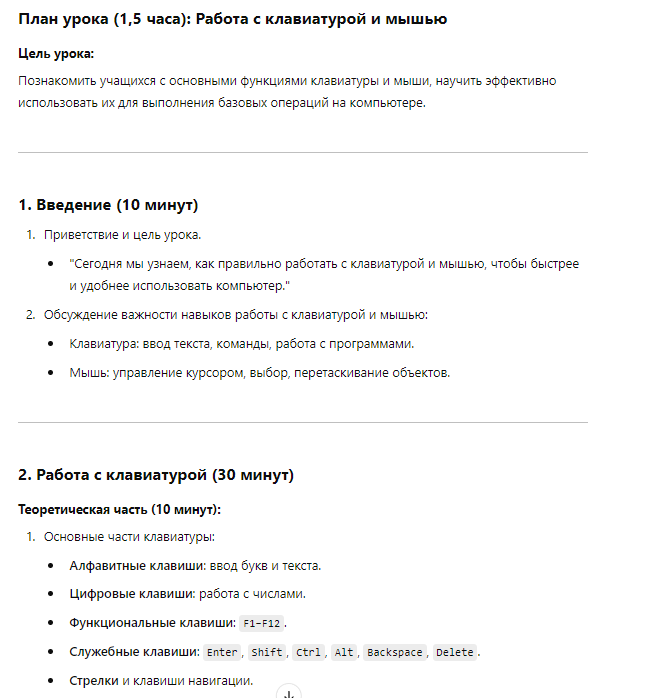 План урока (1,5 часа): Работа с клавиатурой и мышью
Цель урока:
Познакомить учащихся с основными функциями клавиатуры и мыши, научить эффективно
использовать их для выполнения базовых операций на компьютере.
1. Введение (10 минут)
1. Приветствие и цель урока.
• "Сегодня мы узнаем, как правильно работать с клавиатурой и мышью, чтобы быстрее
и удобнее использовать компьютер."
2. Обсуждение важности навыков работы с клавиатурой и мышью:
• Клавиатура: ввод текста, команды, работа с программами.
• Мышь: управление курсором, выбор, перетаскивание объектов.
2. Работа с клавиатурой (30 минут)
Теоретическая часть (10 минут):
1. Основные части клавиатуры:
• Алфавитные клавиши: ввод букв и текста.
• Цифровые клавиши: работа с числами.
• Функциональные клавиши: F1–F12.
• Служебные клавиши: Enter, Shift, Ctrl, Alt, Backspace, Delete.
• Стрелки и клавиши навигации.